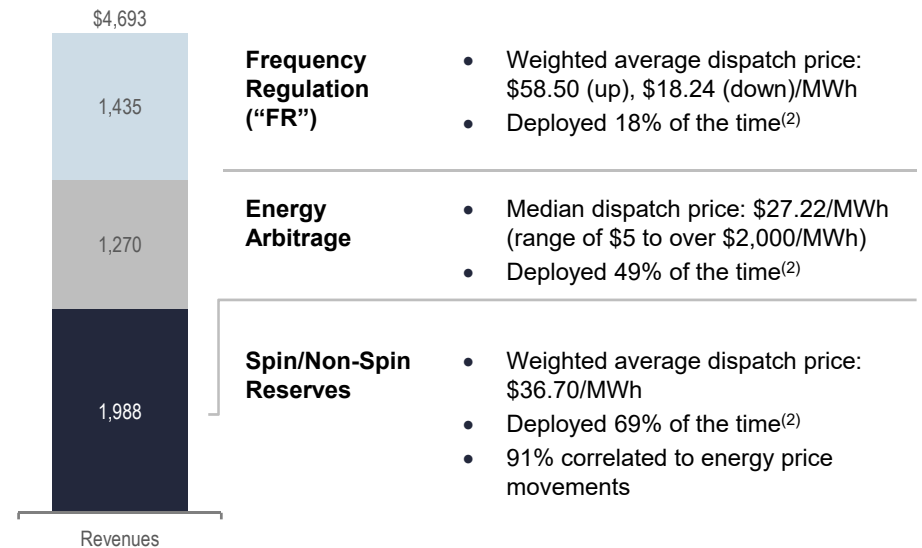 $4,693
1,435
1,270
1,988
Revenues
Frequency
Regulation
(“FR”)
• Weighted average dispatch price:
$58.50 (up), $18.24 (down)/MWh
• Deployed 18% of the time(2)
Energy
Arbitrage
• Median dispatch price: $27.22/MWh
(range of $5 to over $2,000/MWh)
• Deployed 49% of the time(2)
Spin/Non-Spin
Reserves
• Weighted average dispatch price:
$36.70/MWh
• Deployed 69% of the time(2)
• 91% correlated to energy price
movements